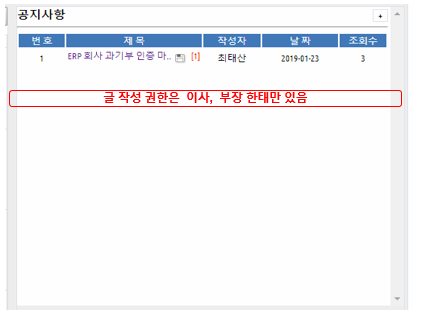 공지사항 +
번 호 제 목 작성자 날 짜 조회수
1 ERP 회사 과기부 인증 마... [1] 최태산 2019-01-23 3
글 작성 권한은 이사, 부장 한태만 있음